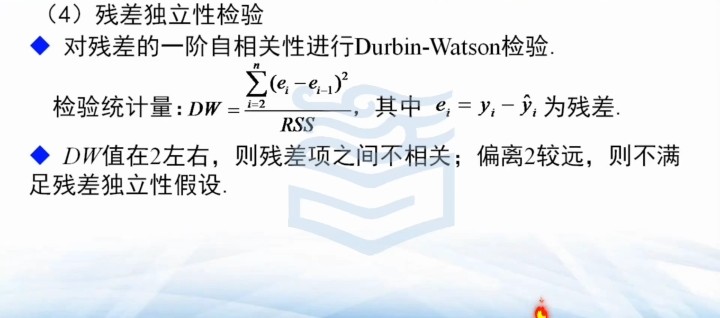 （4）残差独立性检验
◆ 对残差的一阶自相关性进行Durbin-Watson检验.
检验统计量：DW = \frac{\sum_{i=2}^{n}(e_i - e_{i-1})^2}{RSS}，其中 e_i = y_i - \hat{y}_i 为残差.
◆ DW值在2左右，则残差项之间不相关；偏离2较远，则不满
足残差独立性假设.